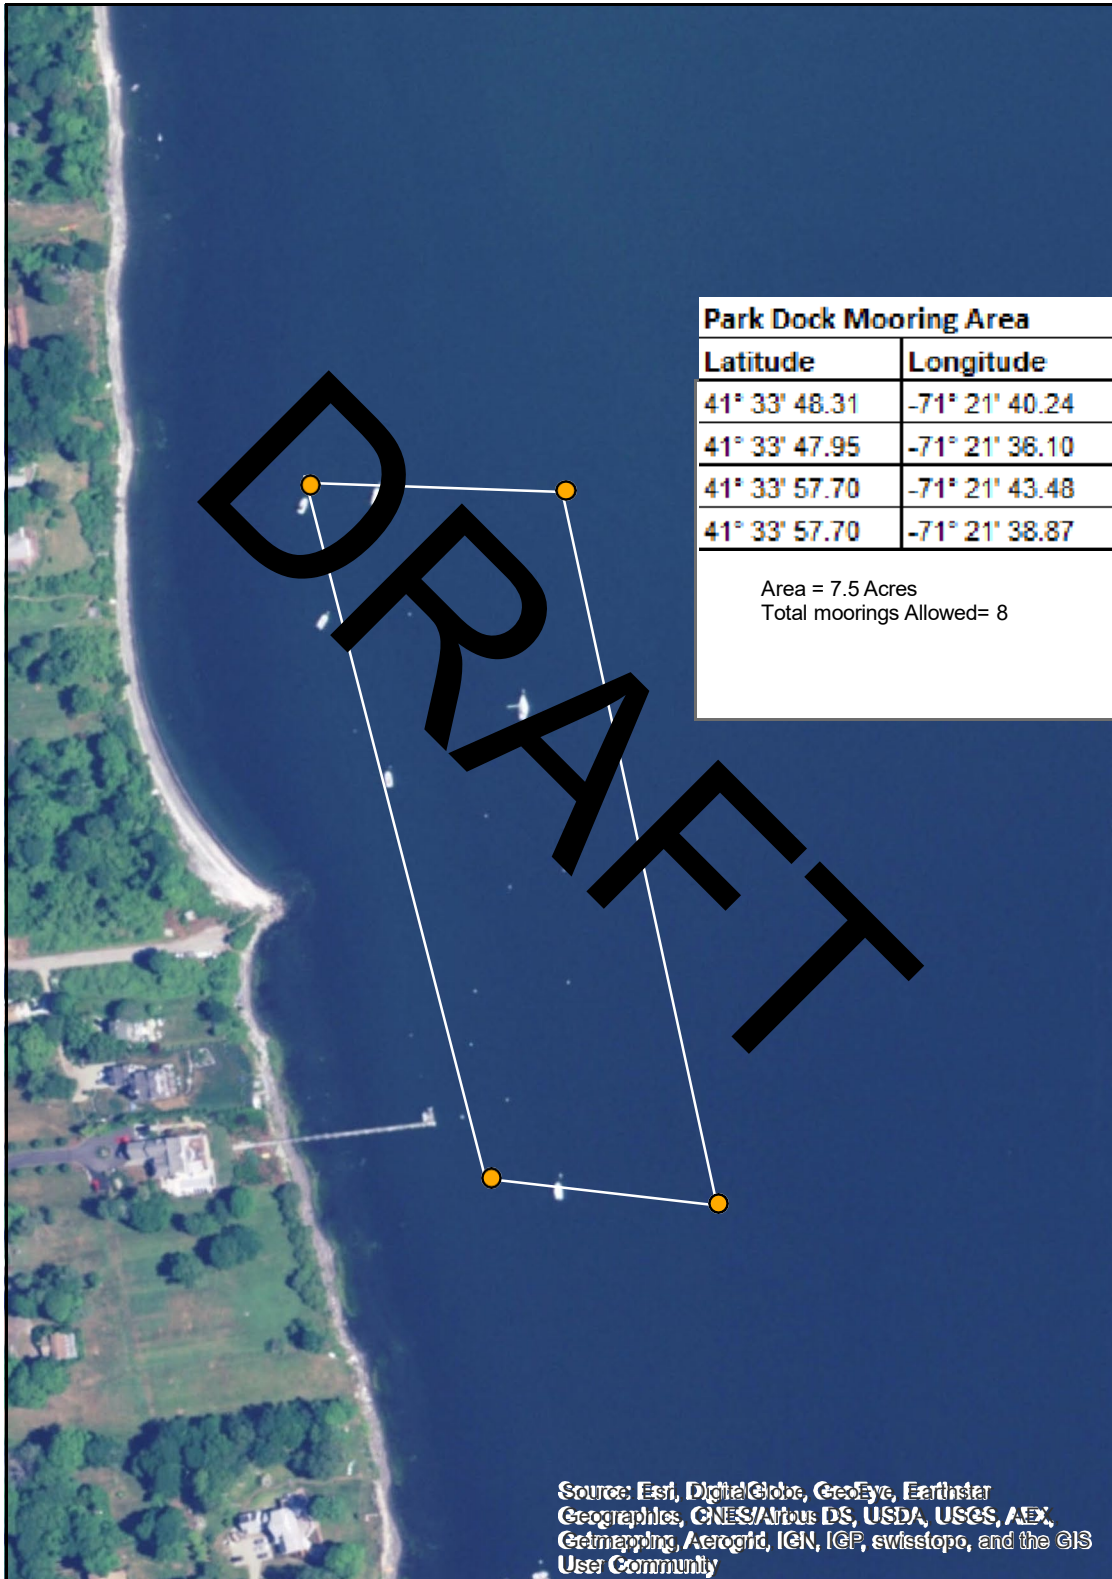 Park Dock Mooring Area
Latitude Longitude
41° 33' 48.31 -71° 21' 40.24
41° 33' 47.95 -71° 21' 36.10
41° 33' 57.70 -71° 21' 43.48
41° 33' 57.70 -71° 21' 38.87
Area = 7.5 Acres
Total moorings Allowed= 8
DRAFT
Source: Esri, DigitalGlobe, GeoEye, Earthstar
Geographics, CNES/Airbus DS, USDA, USGS, AEX,
Getmapping, Aerogrid, IGN, IGP, swisstopo, and the GIS
User Community